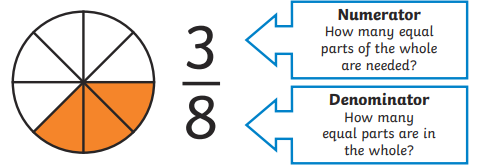 3
8
Numerator
How many equal
parts of the whole
are needed?
Denominator
How many
equal parts are in
the whole?